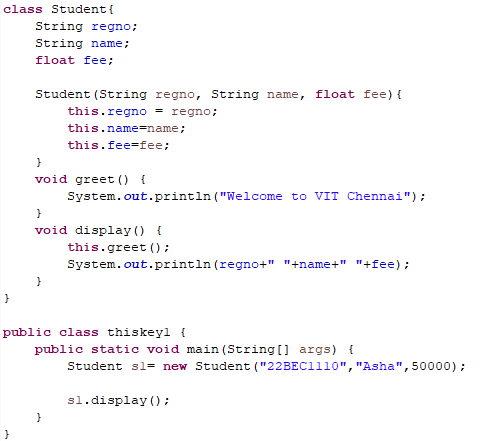 class Student{
    String regno;
    String name;
    float fee;

    Student(String regno, String name, float fee){
        this.regno = regno;
        this.name=name;
        this.fee=fee;
    }
    void greet() {
        System.out.println("Welcome to VIT Chennai");
    }
    void display() {
        this.greet();
        System.out.println(regno+" "+name+" "+fee);
    }
}

public class thiskey1 {
    public static void main(String[] args) {
        Student s1= new Student("22BEC1110","Asha",50000);

        s1.display();
    }
}